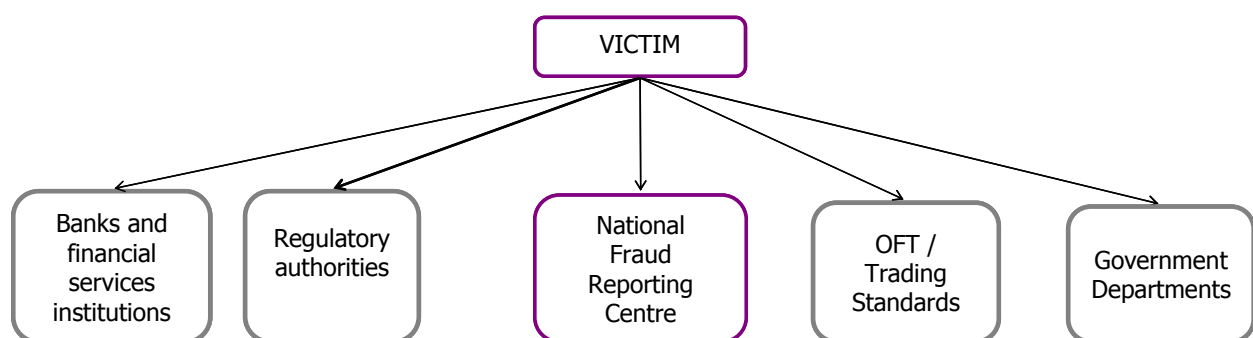 VICTIM
Banks and
financial
services
institutions
Regulatory
authorities
National
Fraud
Reporting
Centre
OFT /
Trading
Standards
Government
Departments